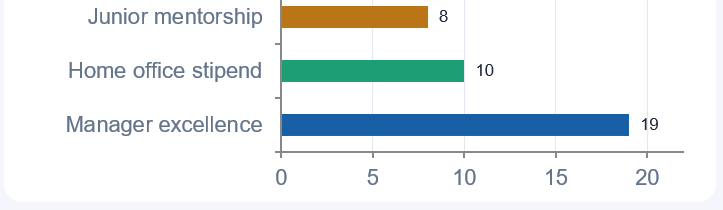 Junior mentorship 8
Home office stipend 10
Manager excellence 19
0 5 10 15 20